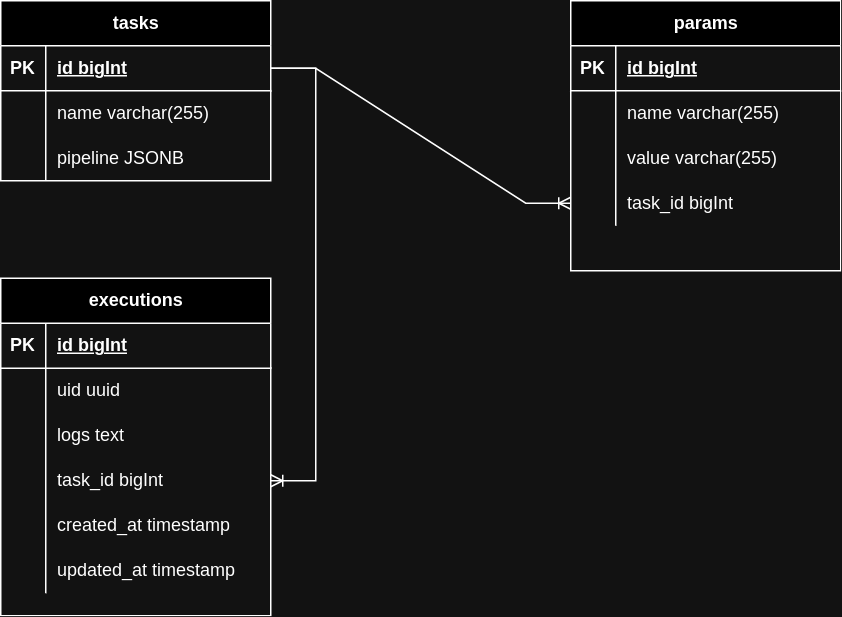 tasks
PK id bigInt
name varchar(255)
pipeline JSONB
params
PK id bigInt
name varchar(255)
value varchar(255)
task_id bigInt
executions
PK id bigInt
uid uuid
logs text
task_id bigInt
created_at timestamp
updated_at timestamp